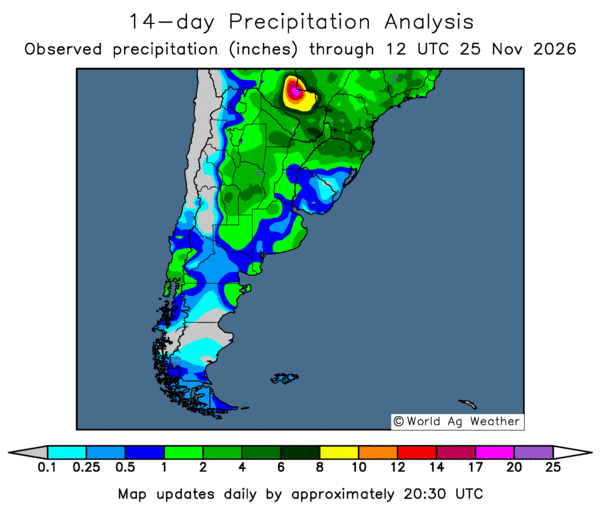 14-day Precipitation Analysis
Observed precipitation (inches) through 12 UTC 25 Nov 2026
© World Ag Weather
0.1 0.25 0.5 1 2 4 6 8 10 12 14 17 20 25
Map updates daily by approximately 20:30 UTC